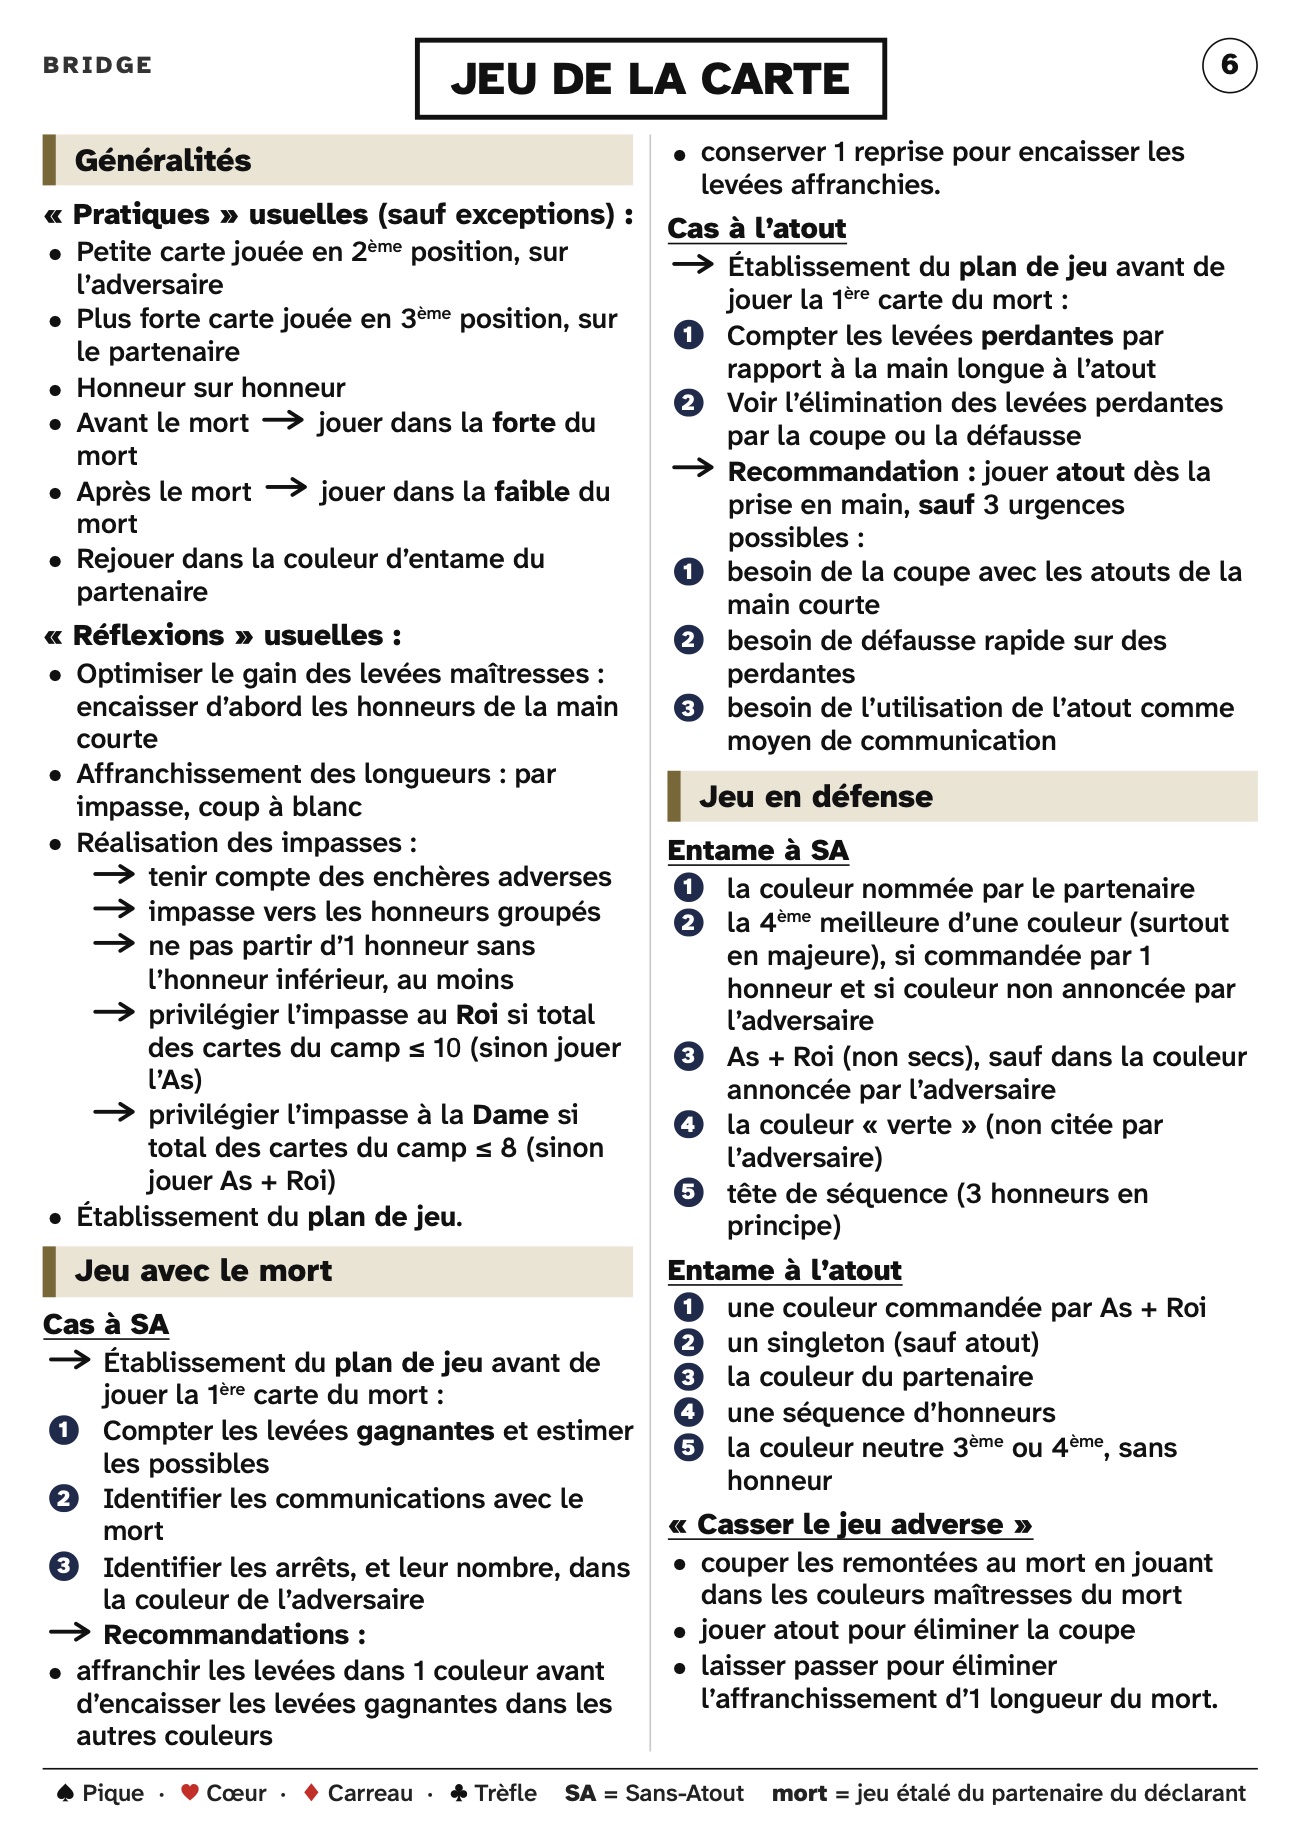 BRIDGE
JEU DE LA CARTE
6
Généralités
« Pratiques » usuelles (sauf exceptions) :
• Petite carte jouée en 2ème position, sur
l’adversaire
• Plus forte carte jouée en 3ème position, sur
le partenaire
• Honneur sur honneur
• Avant le mort → jouer dans la forte du
mort
• Après le mort → jouer dans la faible du
mort
• Rejouer dans la couleur d’entame du
partenaire
« Réflexions » usuelles :
• Optimiser le gain des levées maîtresses :
encaisser d’abord les honneurs de la main
courte
• Affranchissement des longueurs : par
impasse, coup à blanc
• Réalisation des impasses :
→ tenir compte des enchères adverses
→ impasse vers les honneurs groupés
→ ne pas partir d’1 honneur sans
l’honneur inférieur, au moins
→ privilégier l’impasse au Roi si total
des cartes du camp ≤ 10 (sinon jouer
l’As)
→ privilégier l’impasse à la Dame si
total des cartes du camp ≤ 8 (sinon
jouer As + Roi)
• Établissement du plan de jeu.
Jeu avec le mort
Cas à SA
→ Établissement du plan de jeu avant de
jouer la 1ère carte du mort :
1 Compter les levées gagnantes et estimer
les possibles
2 Identifier les communications avec le
mort
3 Identifier les arrêts, et leur nombre, dans
la couleur de l’adversaire
→ Recommandations :
• affranchir les levées dans 1 couleur avant
d’encaisser les levées gagnantes dans les
autres couleurs
• conserver 1 reprise pour encaisser les
levées affranchies.
Cas à l’atout
→ Établissement du plan de jeu avant de
jouer la 1ère carte du mort :
1 Compter les levées perdantes par
rapport à la main longue à l’atout
2 Voir l’élimination des levées perdantes
par la coupe ou la défausse
→ Recommandation : jouer atout dès la
prise en main, sauf 3 urgences
possibles :
1 besoin de la coupe avec les atouts de la
main courte
2 besoin de défausse rapide sur des
perdantes
3 besoin de l’utilisation de l’atout comme
moyen de communication
Jeu en défense
Entame à SA
1 la couleur nommée par le partenaire
2 la 4ème meilleure d’une couleur (surtout
en majeure), si commandée par 1
honneur et si couleur non annoncée par
l’adversaire
3 As + Roi (non secs), sauf dans la couleur
annoncée par l’adversaire
4 la couleur « verte » (non citée par
l’adversaire)
5 tête de séquence (3 honneurs en
principe)
Entame à l’atout
1 une couleur commandée par As + Roi
2 un singleton (sauf atout)
3 la couleur du partenaire
4 une séquence d’honneurs
5 la couleur neutre 3ème ou 4ème, sans
honneur
« Casser le jeu adverse »
• couper les remontées au mort en jouant
dans les couleurs maîtresses du mort
• jouer atout pour éliminer la coupe
• laisser passer pour éliminer
l’affranchissement d’1 longueur du mort.
♠ Pique · ♥ Cœur · ♦ Carreau · ♣ Trèfle SA = Sans-Atout mort = jeu étalé du partenaire du déclarant